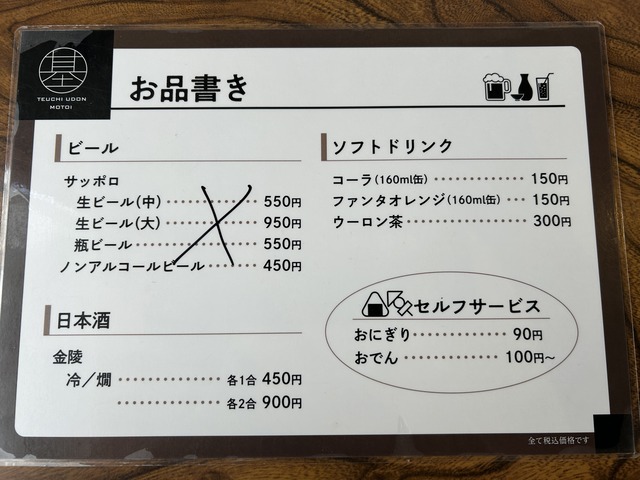 基
TEUCHI UDON
MOTOI
お品書き
ビール
サッポロ
生ビール(中)･･････････････550円
生ビール(大)･･････････････950円
瓶ビール･･････････････550円
ノンアルコールビール････････450円
日本酒
金陵
冷／燗････････････････各1合 450円
････････････････各2合 900円
ソフトドリンク
コーラ(160ml缶)････････････････150円
ファンタオレンジ(160ml缶)･･･150円
ウーロン茶････････････････････300円
セルフサービス
おにぎり･･････････････90円
おでん････････････････100円〜
全て税込価格です